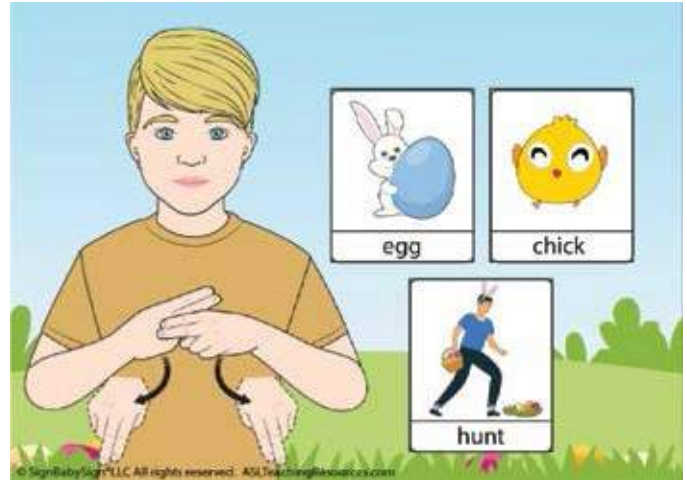 egg
chick
hunt
© SignBabySign® LLC All rights reserved. ASLTeachingResources.com